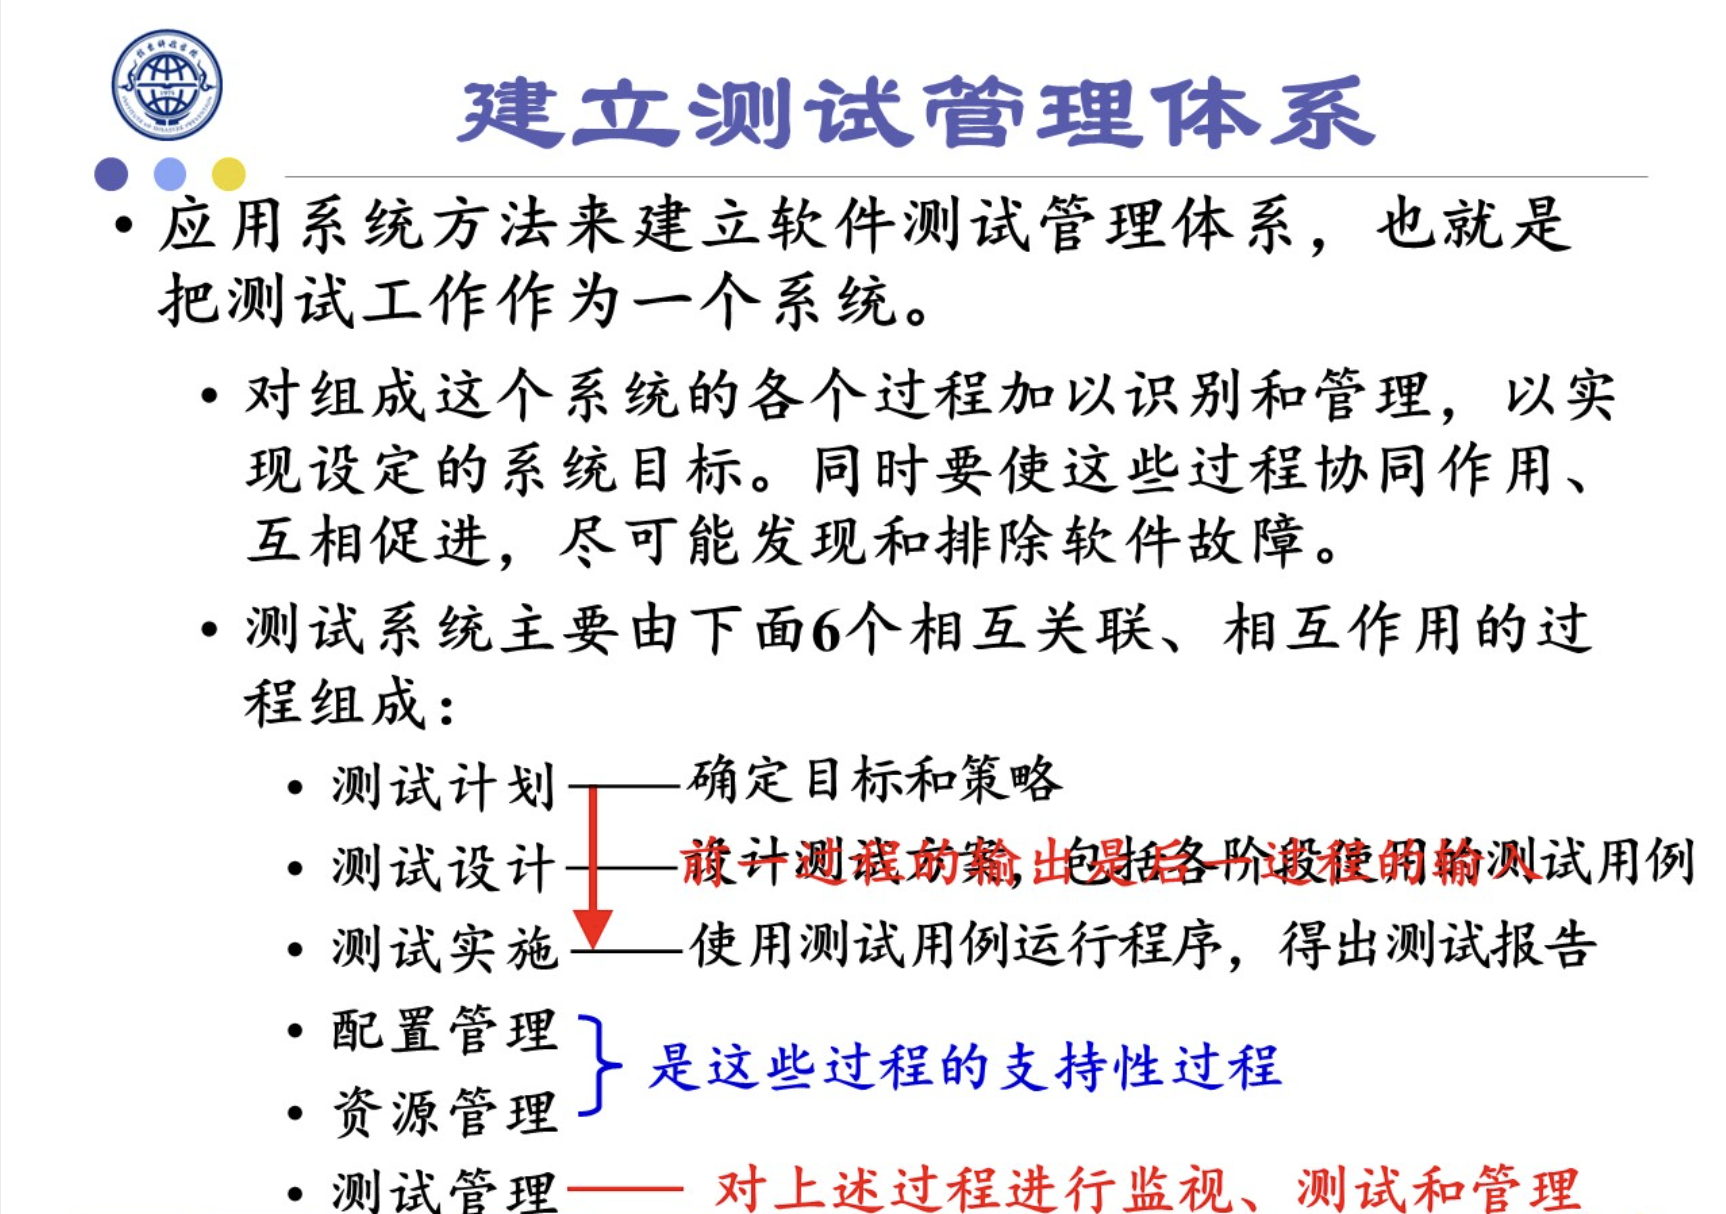 建立测试管理体系
• 应用系统方法来建立软件测试管理体系，也就是
把测试工作作为一个系统。
• 对组成这个系统的各个过程加以识别和管理，以实
现设定的系统目标。同时要使这些过程协同作用、
互相促进，尽可能发现和排除软件故障。
• 测试系统主要由下面6个相互关联、相互作用的过
程组成：
• 测试计划 确定目标和策略
• 测试设计 设计测试方案，包括各阶段使用的测试用例
前一过程的输出是后一过程的输入
• 测试实施 使用测试用例运行程序，得出测试报告
• 配置管理
是这些过程的支持性过程
• 资源管理
• 测试管理 对上述过程进行监视、测试和管理